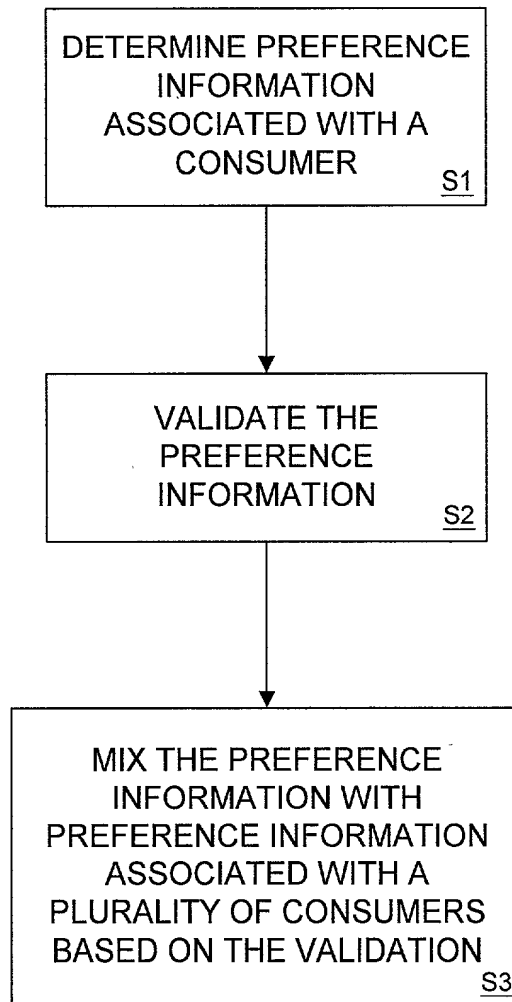 DETERMINE PREFERENCE
INFORMATION
ASSOCIATED WITH A
CONSUMER
S1
VALIDATE THE
PREFERENCE
INFORMATION
S2
MIX THE PREFERENCE
INFORMATION WITH
PREFERENCE INFORMATION
ASSOCIATED WITH A
PLURALITY OF CONSUMERS
BASED ON THE VALIDATION
S3